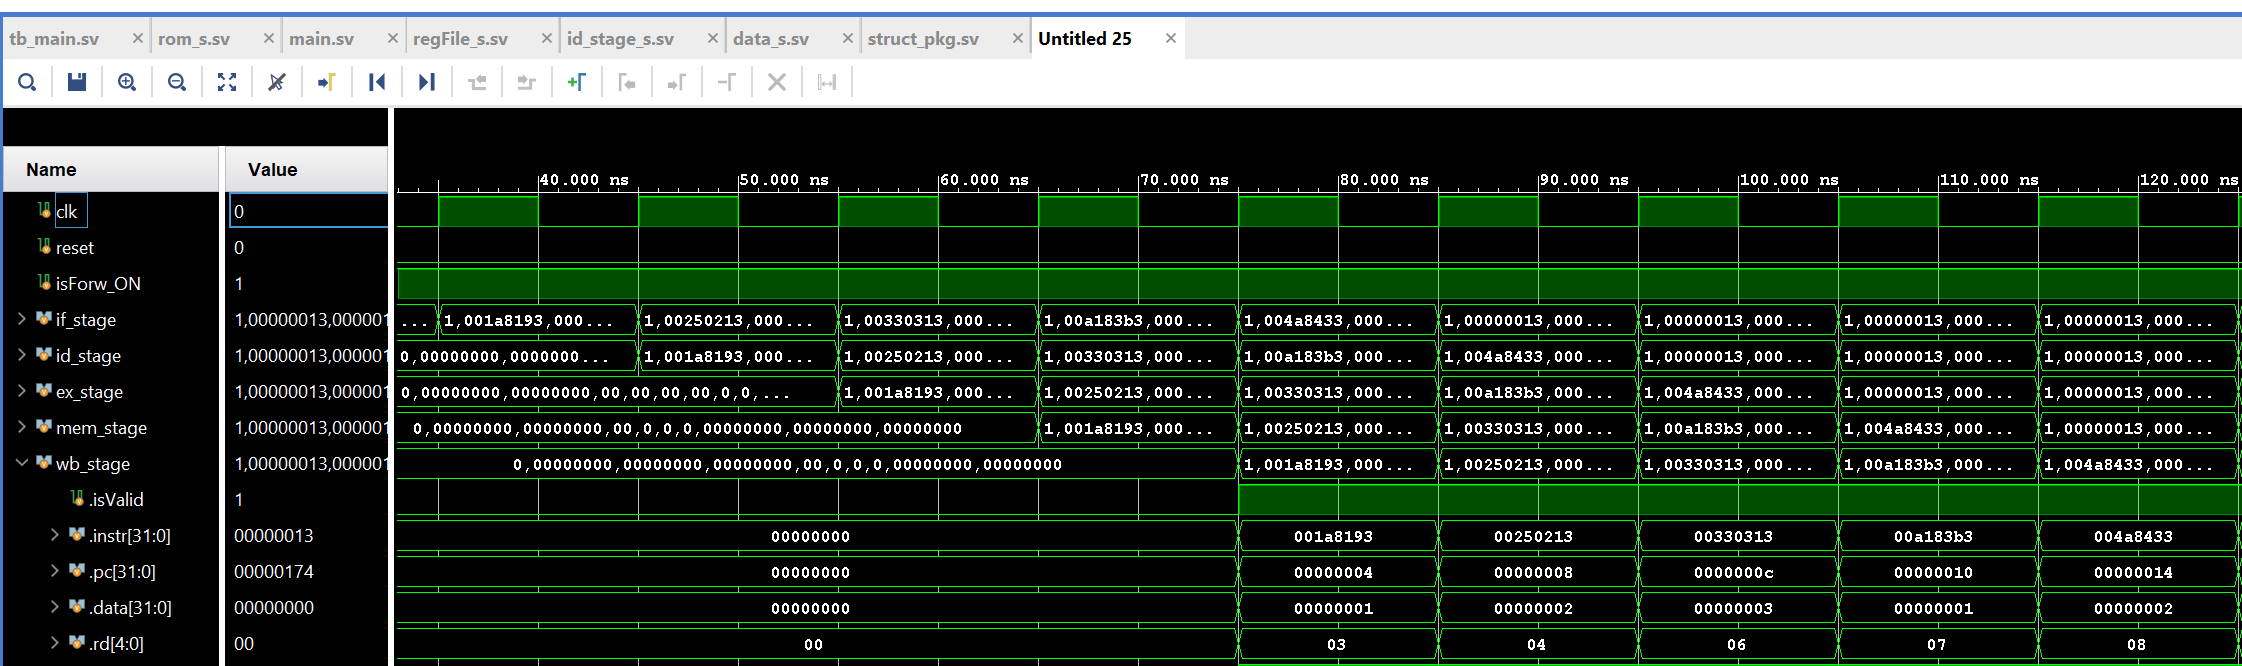 tb_main.sv × rom_s.sv × main.sv × regFile_s.sv × id_stage_s.sv × data_s.sv × struct_pkg.sv × Untitled 25 ×
Name Value
40.000 ns 50.000 ns 60.000 ns 70.000 ns 80.000 ns 90.000 ns 100.000 ns 110.000 ns 120.000 ns
clk 0
reset 0
isForw_ON 1
if_stage 1,00000013,000001 ... 1,001a8193,000... 1,00250213,000... 1,00330313,000... 1,00a183b3,000... 1,004a8433,000... 1,00000013,000... 1,00000013,000... 1,00000013,000... 1,00000013,000...
id_stage 1,00000013,000001 0,00000000,0000000... 1,001a8193,000... 1,00250213,000... 1,00330313,000... 1,00a183b3,000... 1,004a8433,000... 1,00000013,000... 1,00000013,000... 1,00000013,000...
ex_stage 1,00000013,000001 0,00000000,00000000,00,00,00,00,0,0,... 1,001a8193,000... 1,00250213,000... 1,00330313,000... 1,00a183b3,000... 1,004a8433,000... 1,00000013,000... 1,00000013,000...
mem_stage 1,00000013,000001 0,00000000,00000000,00,0,0,0,00000000,00000000,00000000 1,001a8193,000... 1,00250213,000... 1,00330313,000... 1,00a183b3,000... 1,004a8433,000... 1,00000013,000...
wb_stage 1,00000013,000001 0,00000000,00000000,00000000,00,0,0,0,00000000,00000000 1,001a8193,000... 1,00250213,000... 1,00330313,000... 1,00a183b3,000... 1,004a8433,000...
.isValid 1
.instr[31:0] 00000013 00000000 001a8193 00250213 00330313 00a183b3 004a8433
.pc[31:0] 00000174 00000000 00000004 00000008 0000000c 00000010 00000014
.data[31:0] 00000000 00000000 00000001 00000002 00000003 00000001 00000002
.rd[4:0] 00 00 03 04 06 07 08